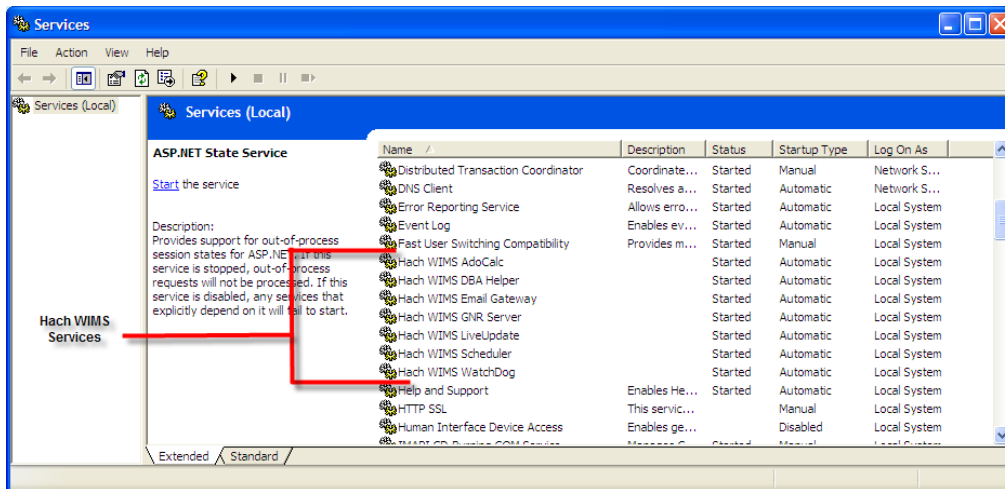 Services
File Action View Help
Services (Local)
Services (Local)
ASP.NET State Service
Start the service
Description:
Provides support for out-of-process
session states for ASP.NET. If this
service is stopped, out-of-process
requests will not be processed. If this
service is disabled, any services that
explicitly depend on it will fail to start.
Hach WIMS
Services
Name Description Status Startup Type Log On As
Distributed Transaction Coordinator Coordinate... Started Manual Network S...
DNS Client Resolves a... Started Automatic Network S...
Error Reporting Service Allows erro... Started Automatic Local System
Event Log Enables ev... Started Automatic Local System
Fast User Switching Compatibility Provides m... Started Manual Local System
Hach WIMS AdoCalc Started Automatic Local System
Hach WIMS DBA Helper Started Automatic Local System
Hach WIMS Email Gateway Started Automatic Local System
Hach WIMS GNR Server Started Automatic Local System
Hach WIMS LiveUpdate Started Automatic Local System
Hach WIMS Scheduler Started Automatic Local System
Hach WIMS WatchDog Started Automatic Local System
Help and Support Enables He... Started Automatic Local System
HTTP SSL This servic... Manual Local System
Human Interface Device Access Enables ge... Disabled Local System
Extended Standard